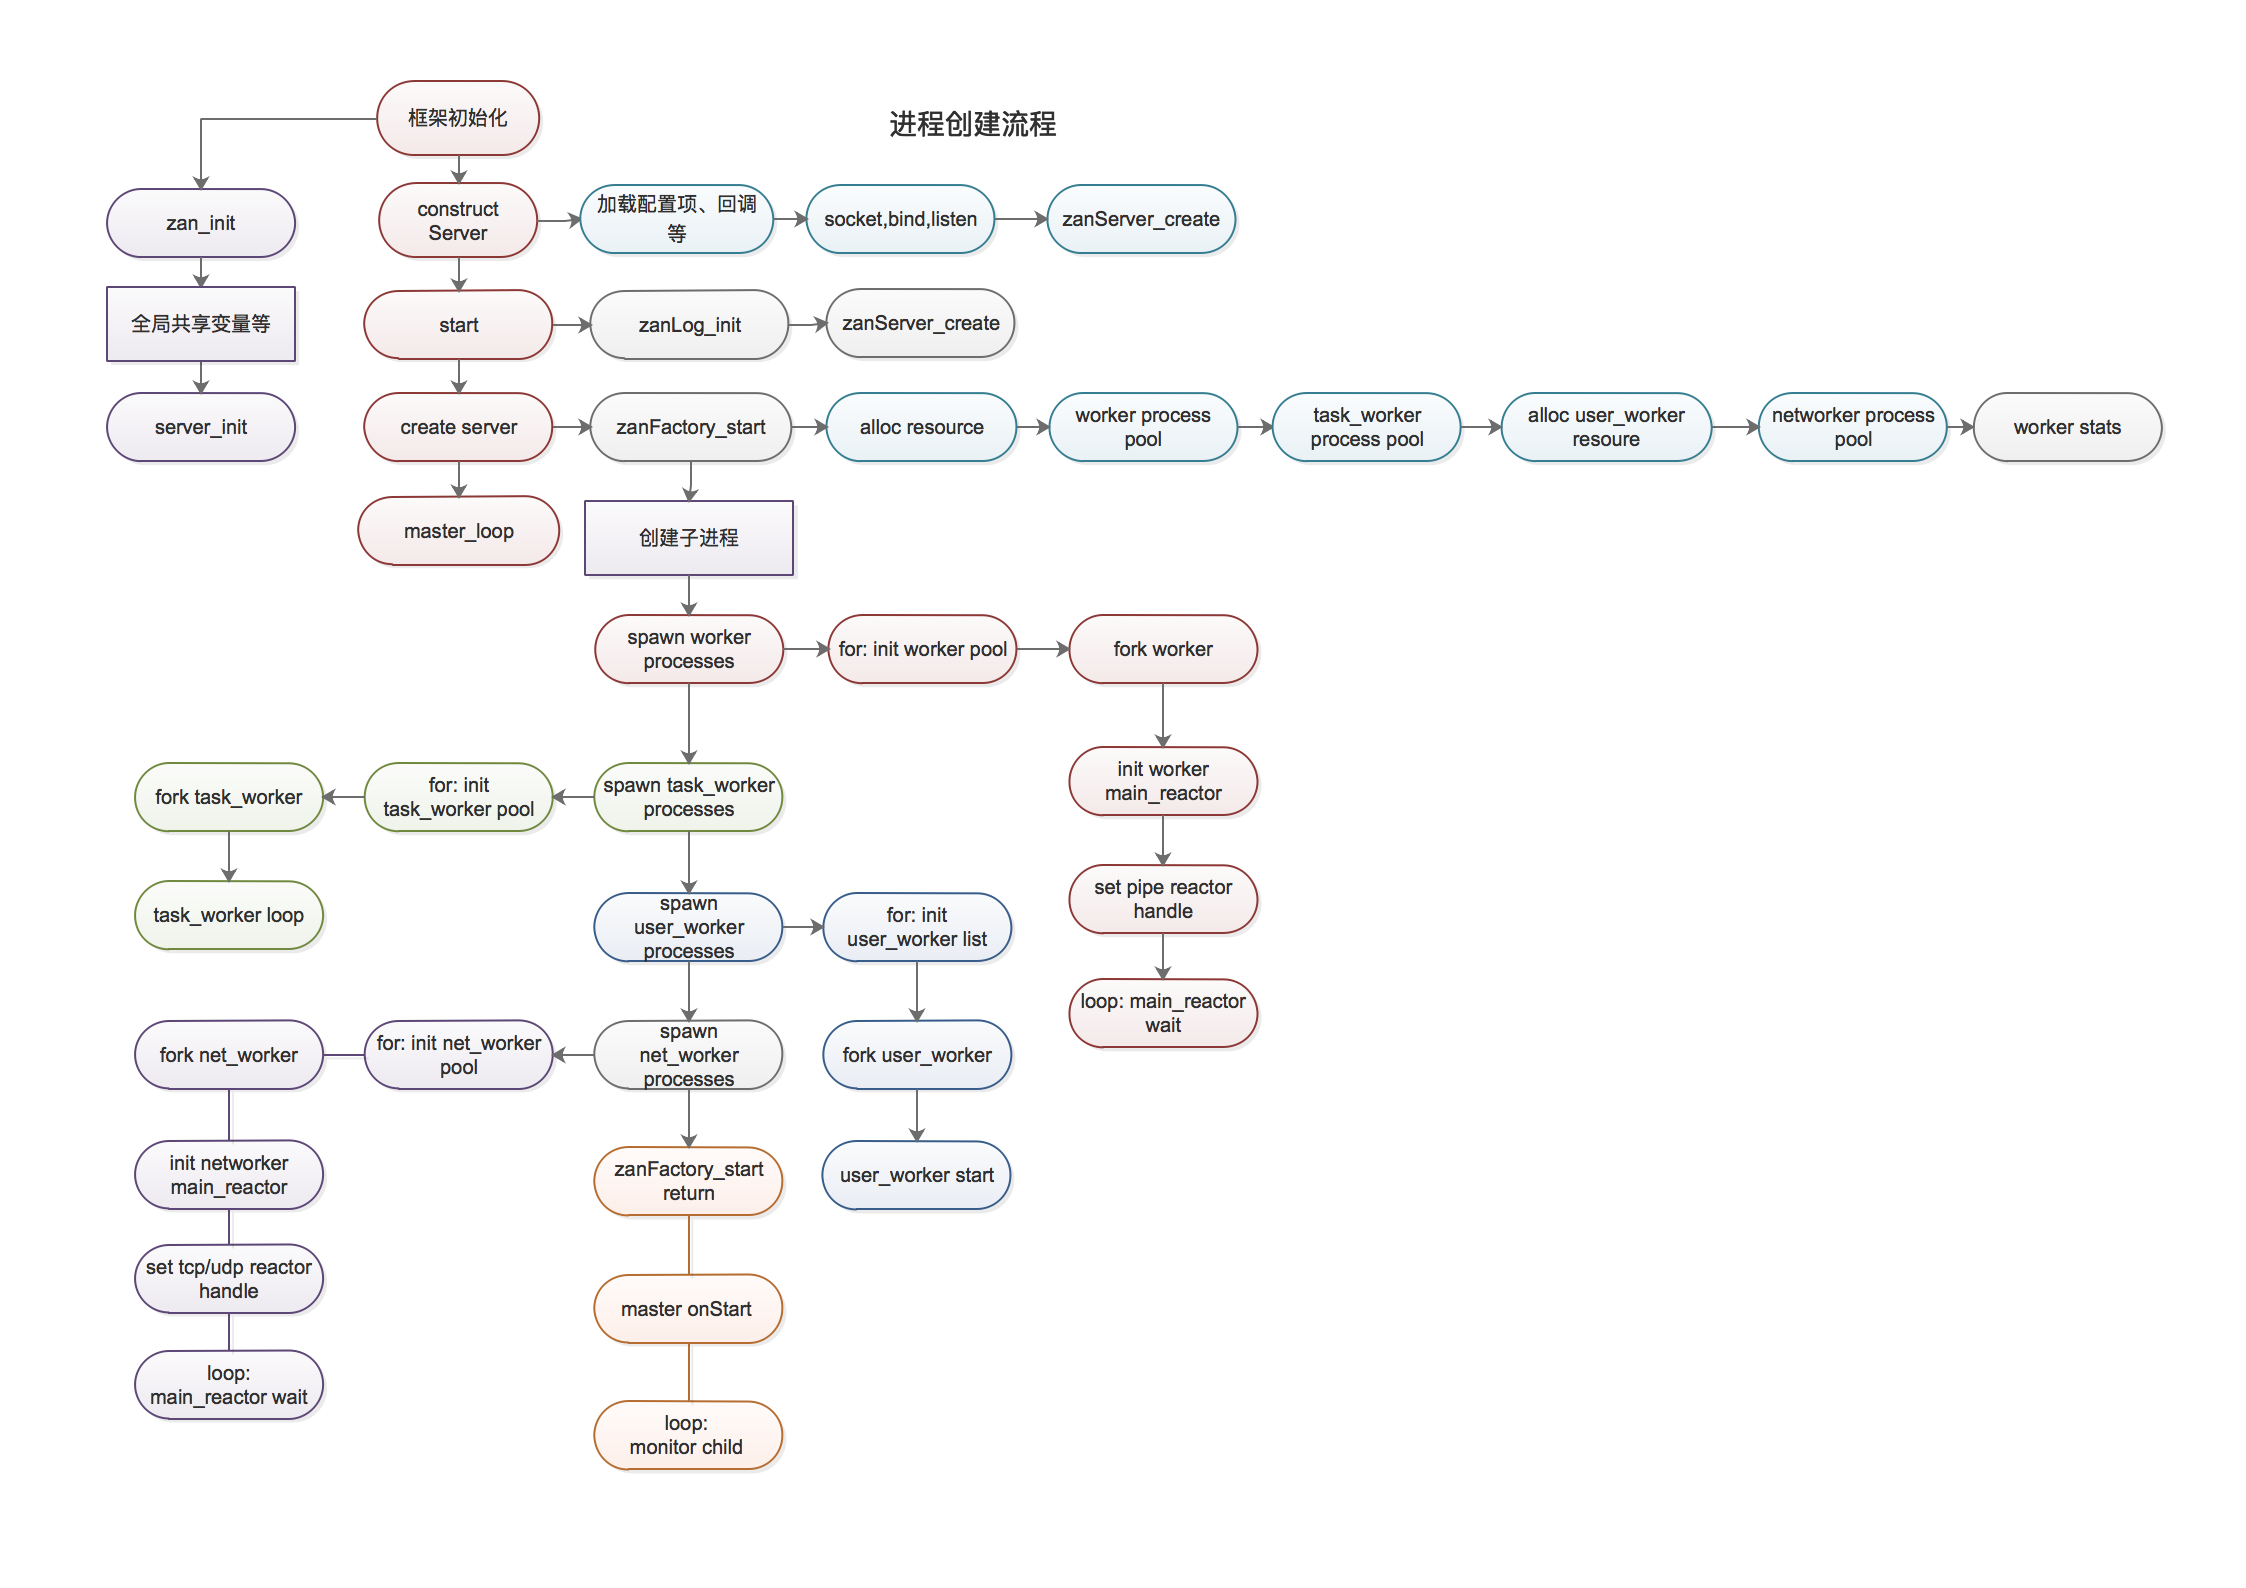 进程创建流程
框架初始化
zan_init
全局共享变量等
server_init
construct
Server
加载配置项、回调
等
socket,bind,listen
zanServer_create
start
zanLog_init
zanServer_create
create server
zanFactory_start
alloc resource
worker process
pool
task_worker
process pool
alloc user_worker
resoure
networker process
pool
worker stats
master_loop
创建子进程
spawn worker
processes
for: init worker pool
fork worker
init worker
main_reactor
set pipe reactor
handle
loop: main_reactor
wait
spawn task_worker
processes
for: init
task_worker pool
fork task_worker
task_worker loop
spawn
user_worker
processes
for: init
user_worker list
fork user_worker
user_worker start
spawn
net_worker
processes
for: init net_worker
pool
fork net_worker
init networker
main_reactor
set tcp/udp reactor
handle
loop:
main_reactor wait
zanFactory_start
return
master onStart
loop:
monitor child